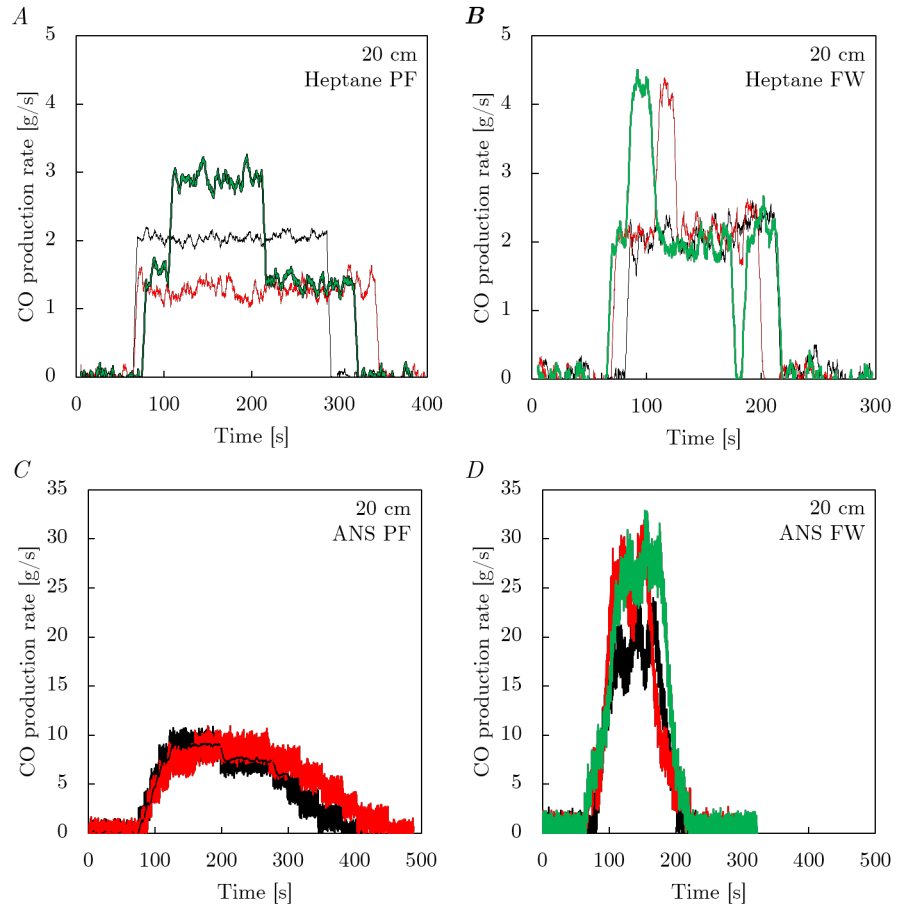 A
20 cm
Heptane PF
CO production rate [g/s]
5
4
3
2
1
0
0 100 200 300 400
Time [s]
B
20 cm
Heptane FW
CO production rate [g/s]
5
4
3
2
1
0
0 100 200 300
Time [s]
C
20 cm
ANS PF
CO production rate [g/s]
35
30
25
20
15
10
5
0
0 100 200 300 400 500
Time [s]
D
20 cm
ANS FW
CO production rate [g/s]
35
30
25
20
15
10
5
0
0 100 200 300 400 500
Time [s]